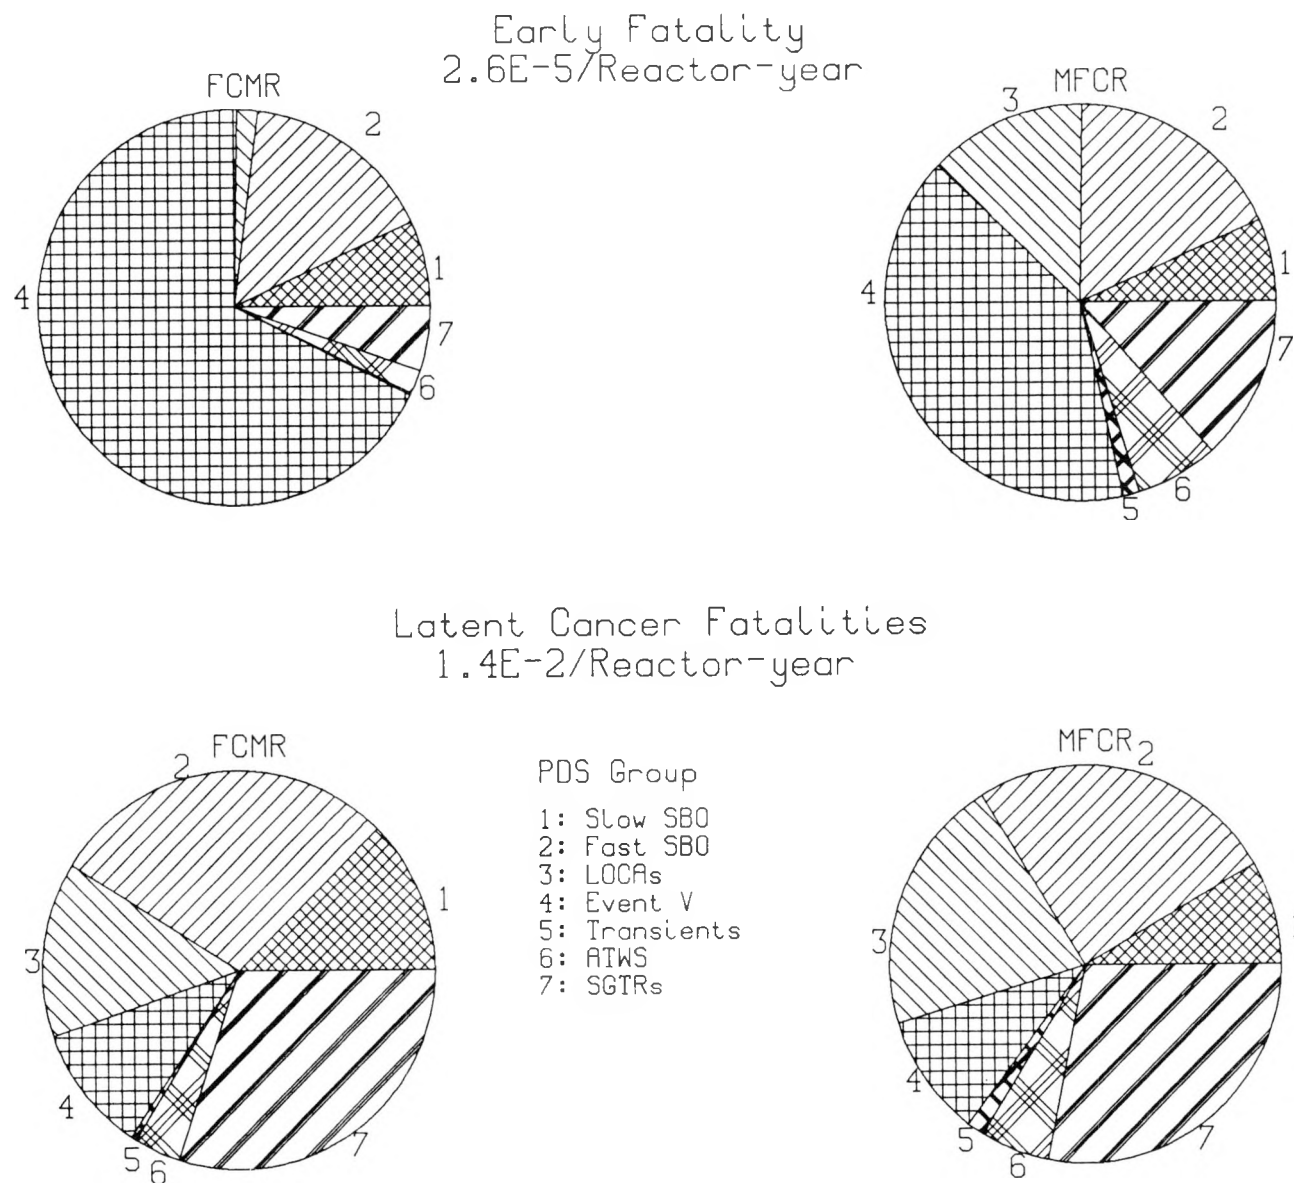 Early Fatality
2.6E-5/Reactor-year
FCMR
2
1
4
7
6
MFCR
3
2
1
4
7
6
5
Latent Cancer Fatalities
1.4E-2/Reactor-year
FCMR
2
1
3
4
5
6
7
PDS Group
1: Slow SBO
2: Fast SBO
3: LOCAs
4: Event V
5: Transients
6: ATWS
7: SGTRs
MFCR
2
3
4
5
6
7